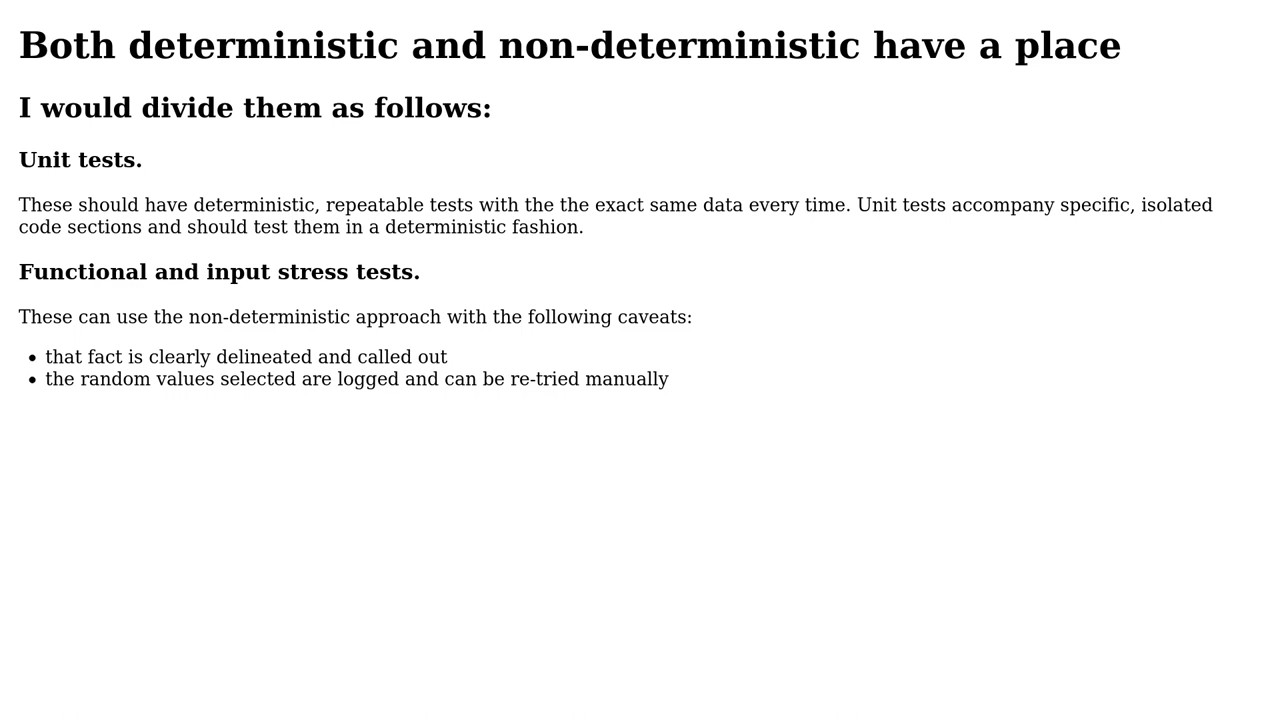 Both deterministic and non-deterministic have a place
I would divide them as follows:
Unit tests.
These should have deterministic, repeatable tests with the the exact same data every time. Unit tests accompany specific, isolated
code sections and should test them in a deterministic fashion.
Functional and input stress tests.
These can use the non-deterministic approach with the following caveats:
• that fact is clearly delineated and called out
• the random values selected are logged and can be re-tried manually